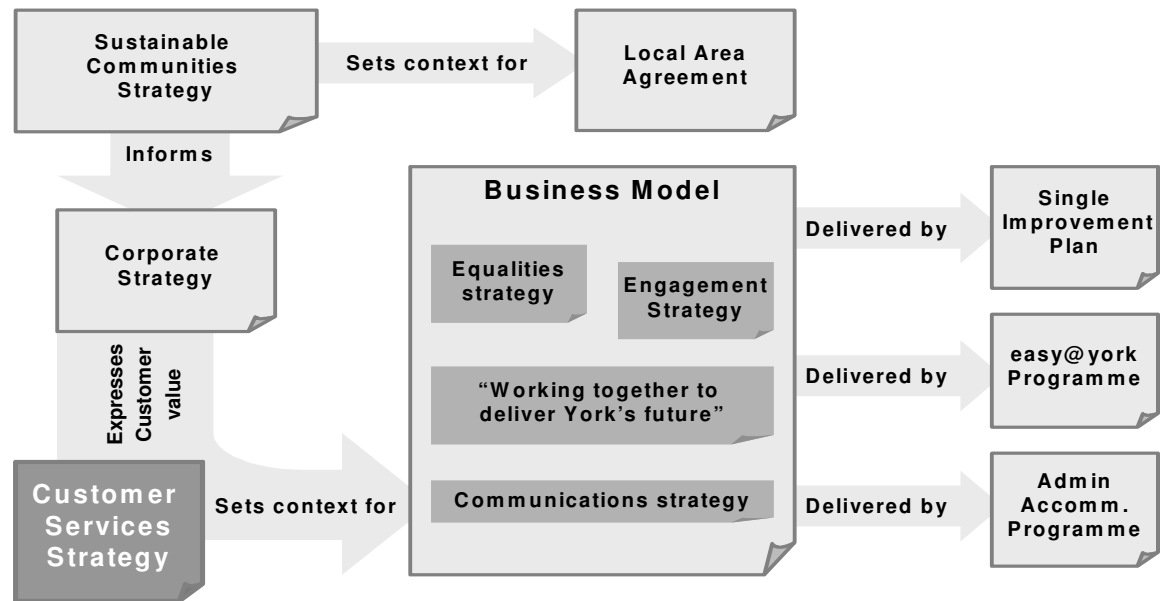 Sustainable
Communities
Strategy
Sets context for
Local Area
Agreement
Informs
Corporate
Strategy
Expresses
Customer
value
Customer
Services
Strategy
Sets context for
Business Model
Equalities
strategy
Engagement
Strategy
“Working together to
deliver York’s future”
Communications strategy
Delivered by
Single
Improvement
Plan
Delivered by
easy@york
Programme
Delivered by
Admin
Accomm.
Programme